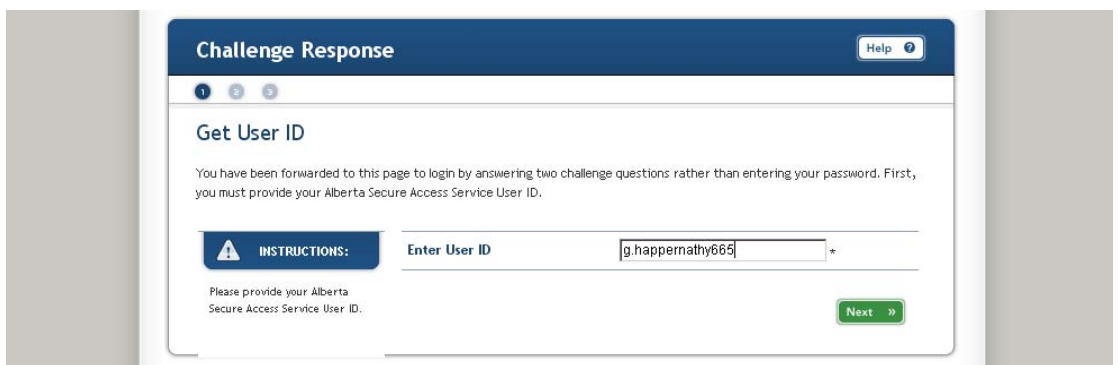 Challenge Response
Help ?
1 2 3
Get User ID
You have been forwarded to this page to login by answering two challenge questions rather than entering your password. First,
you must provide your Alberta Secure Access Service User ID.
INSTRUCTIONS:
Enter User ID
g.happernathy665
*
Please provide your Alberta
Secure Access Service User ID.
Next »